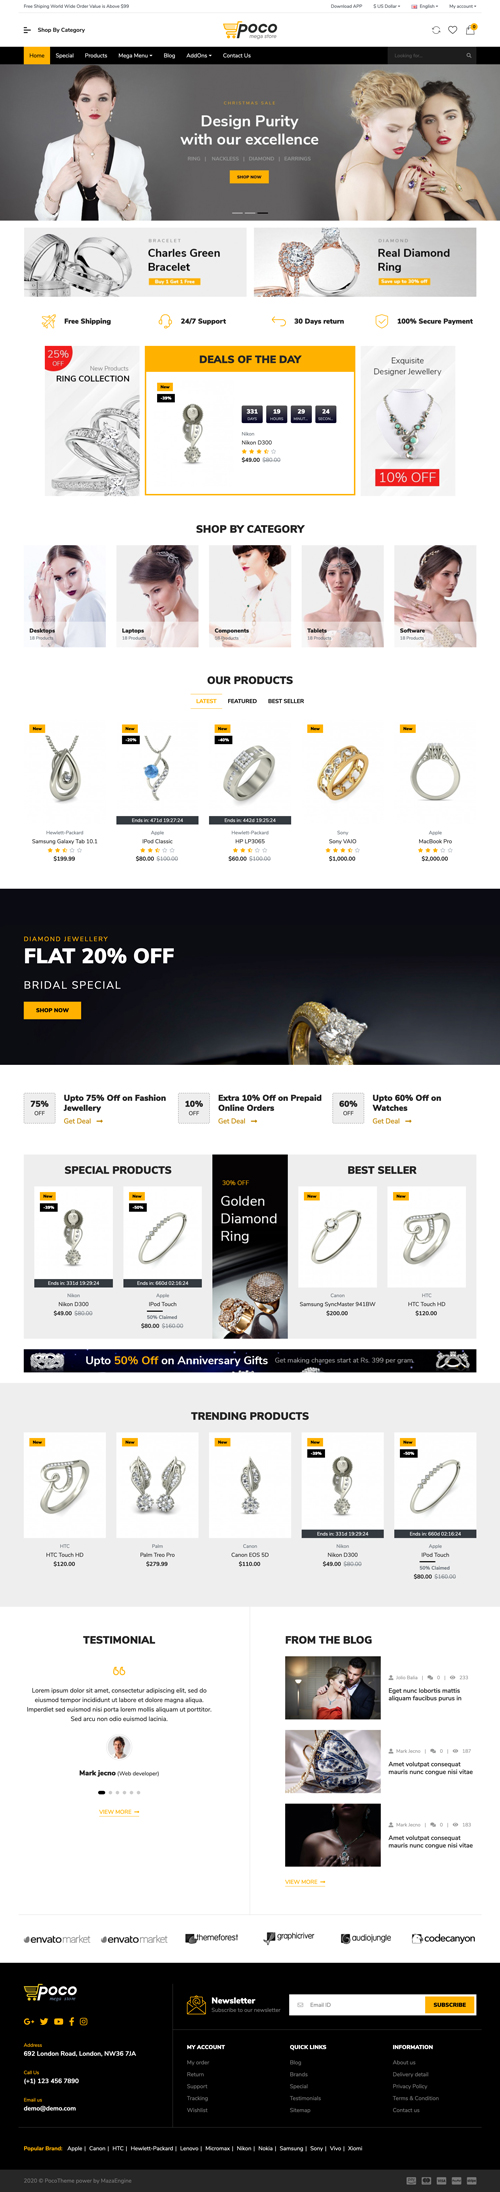 Free Shiping World Wide Order Value is Above $99
Download APP
$ US Dollar
English
My account
Shop By Category
poco
mega store
0
Home Special Products Mega Menu Blog AddOns Contact Us
Looking for...
CHRISTMAS SALE
Design Purity
with our excellence
RING | NACKLESS | DIAMOND | EARRINGS
SHOP NOW
BRACELET
Charles Green
Bracelet
Buy 1 Get 1 Free
DIAMOND
Real Diamond
Ring
Save up to 30% off
Free Shipping
24/7 Support
30 Days return
100% Secure Payment
25%
OFF
New Products
RING COLLECTION
DEALS OF THE DAY
New
-39%
331 19 29 24
DAYS HOURS MINUT... SECON...
Nikon
Nikon D300
$49.00 $80.00
Exquisite
Designer Jewellery
10% OFF
SHOP BY CATEGORY
Desktops
18 Products
Laptops
18 Products
Components
18 Products
Tablets
18 Products
Software
18 Products
OUR PRODUCTS
LATEST FEATURED BEST SELLER
New
Hewlett-Packard
Samsung Galaxy Tab 10.1
$199.99
New
-20%
Ends in: 471d 19:27:24
Apple
IPod Classic
$80.00 $100.00
New
-40%
Ends in: 442d 19:25:24
Hewlett-Packard
HP LP3065
$60.00 $100.00
New
Sony
Sony VAIO
$1,000.00
New
Apple
MacBook Pro
$2,000.00
DIAMOND JEWELLERY
FLAT 20% OFF
BRIDAL SPECIAL
SHOP NOW
75%
OFF
Upto 75% Off on Fashion
Jewellery
Get Deal
10%
OFF
Extra 10% Off on Prepaid
Online Orders
Get Deal
60%
OFF
Upto 60% Off on
Watches
Get Deal
SPECIAL PRODUCTS
New
-39%
Ends in: 331d 19:29:24
Nikon
Nikon D300
$49.00 $80.00
New
-50%
Ends in: 660d 02:16:24
Apple
IPod Touch
50% Claimed
$80.00 $160.00
30% OFF
Golden
Diamond
Ring
BEST SELLER
New
Canon
Samsung SyncMaster 941BW
$200.00
New
HTC
HTC Touch HD
$120.00
Upto 50% Off on Anniversary Gifts
Get making charges start at Rs. 399 per gram.
TRENDING PRODUCTS
New
HTC
HTC Touch HD
$120.00
New
Palm
Palm Treo Pro
$279.99
New
Canon
Canon EOS 5D
$110.00
New
-39%
Ends in: 331d 19:29:24
Nikon
Nikon D300
$49.00 $80.00
New
-50%
Ends in: 660d 02:16:24
Apple
IPod Touch
50% Claimed
$80.00 $160.00
TESTIMONIAL
Lorem ipsum dolor sit amet, consectetur adipiscing elit, sed do
eiusmod tempor incididunt ut labore et dolore magna aliqua.
Imperdiet sed euismod nisi porta lorem mollis aliquam ut porttitor.
Sed arcu non odio euismod lacinia.
Mark jecno (Web developer)
VIEW MORE
FROM THE BLOG
0 | 233
Eget nunc lobortis mattis
aliquam faucibus purus in
Mark Jecno | 0 | 187
Amet volutpat consequat
mauris nunc congue nisi vitae
Mark Jecno | 0 | 183
Amet volutpat consequat
mauris nunc congue nisi vitae
VIEW MORE
envatomarket
envatomarket
themeforest
graphicriver
audiojungle
codecanyon
poco
mega store
Address
692 London Road, London, NW36 7JA
Call Us
(+1) 123 456 7890
Email us
demo@demo.com
Newsletter
Subscribe to our newsletter
Email ID
SUBSCRIBE
MY ACCOUNT
My order
Return
Support
Tracking
Wishlist
QUICK LINKS
Blog
Brands
Special
Testimonials
Sitemap
INFORMATION
About us
Delivery detail
Privacy Policy
Terms & Condition
Contact us
Popular Brand: Apple | Canon | HTC | Hewlett-Packard | Lenovo | Micromax | Nikon | Nokia | Samsung | Sony | Vivo | Xiomi
2020 © PocoTheme power by MazaEngine